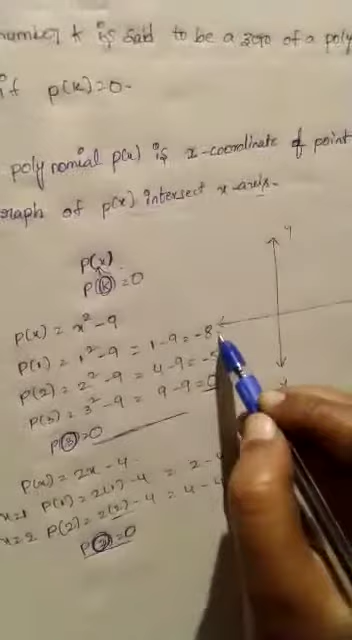 number k is said to be a zero of a poly
if p(k)=0.
polynomial p(x) is x-coordinate of point
graph of p(x) intersect x-axis.
P(x)
P(k)=0
y
P(x) = x²-9
P(1) = 1²-9 = 1-9 = -8
P(2) = 2²-9 = 4-9 = -5
P(3) = 3²-9 = 9-9 = 0
P(3)=0
P(x) = 2x-4
x=1 P(1) = 2(1)-4 = 2-4
x=2 P(2) = 2(2)-4 = 4-4
P(2)=0